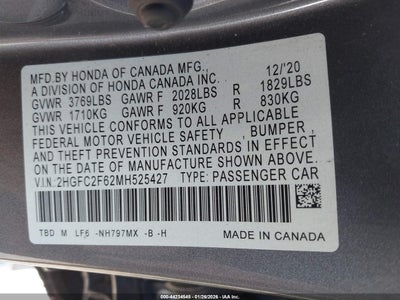 MFD.BY HONDA OF CANADA MFG., 12/'20
A DIVISION OF HONDA CANADA INC.
GVWR 3769LBS GAWR F 2028LBS R 1829LBS
GVWR 1710KG GAWR F 920KG R 830KG
THIS VEHICLE CONFORMS TO ALL APPLICABLE
FEDERAL MOTOR VEHICLE SAFETY, BUMPER,
AND THEFT PREVENTION STANDARDS IN EFFECT
ON THE DATE OF MANUFACTURE SHOWN ABOVE.
V.I.N: 2HGFC2F62MH525427 TYPE: PASSENGER CAR
TBD M LF6 -NH797MX -B -H
MADE IN CANADA
000-44234545 | 01/26/2026 - IAA